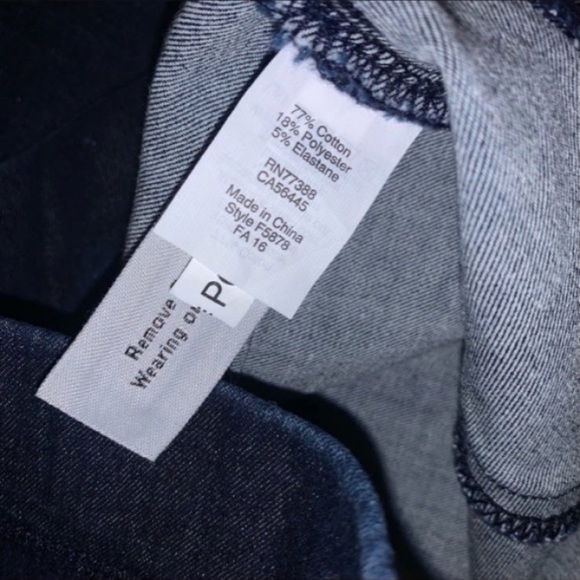 77% Cotton
18% Polyester
5% Elastane
RN77388
CA56445
Made in China
Style F5878
FA 16
Remove
Wearing